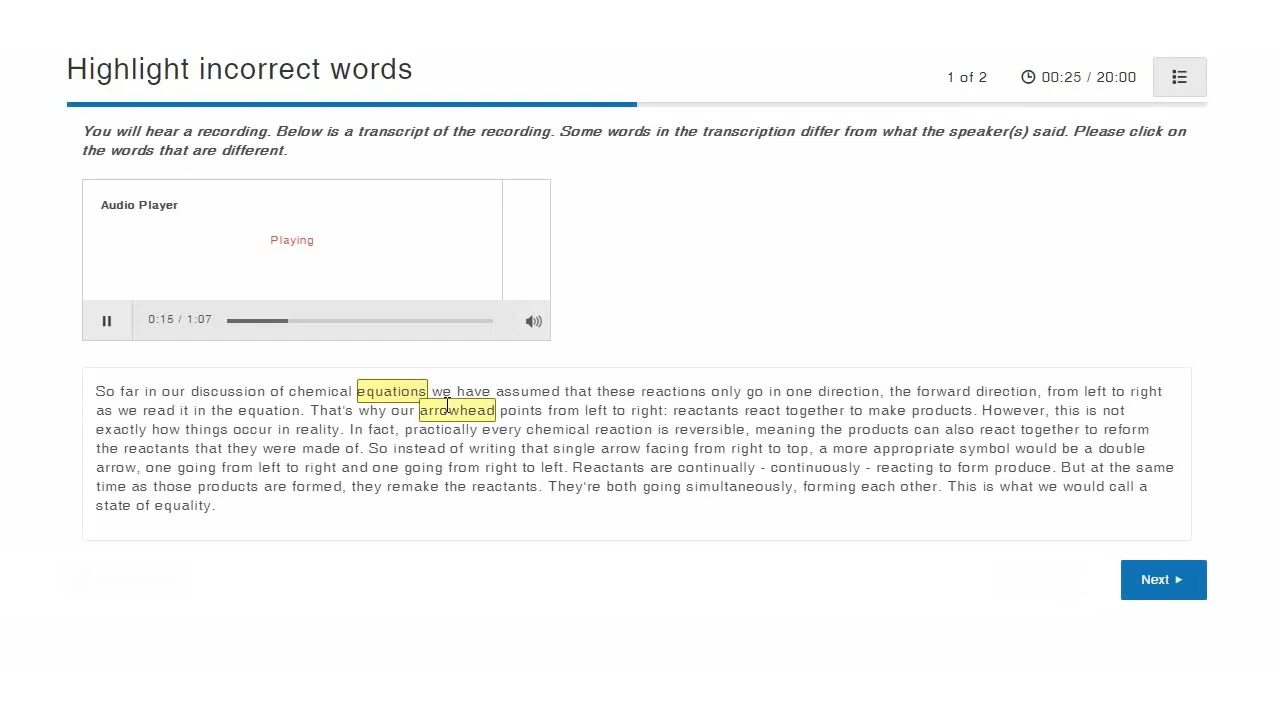 Highlight incorrect words
1 of 2
00:25 / 20:00
You will hear a recording. Below is a transcript of the recording. Some words in the transcription differ from what the speaker(s) said. Please click on
the words that are different.
Audio Player
Playing
0:15 / 1:07
So far in our discussion of chemical equations we have assumed that these reactions only go in one direction, the forward direction, from left to right
as we read it in the equation. That's why our arrowhead points from left to right: reactants react together to make products. However, this is not
exactly how things occur in reality. In fact, practically every chemical reaction is reversible, meaning the products can also react together to reform
the reactants that they were made of. So instead of writing that single arrow facing from right to top, a more appropriate symbol would be a double
arrow, one going from left to right and one going from right to left. Reactants are continually - continuously - reacting to form produce. But at the same
time as those products are formed, they remake the reactants. They're both going simultaneously, forming each other. This is what we would call a
state of equality.
Next